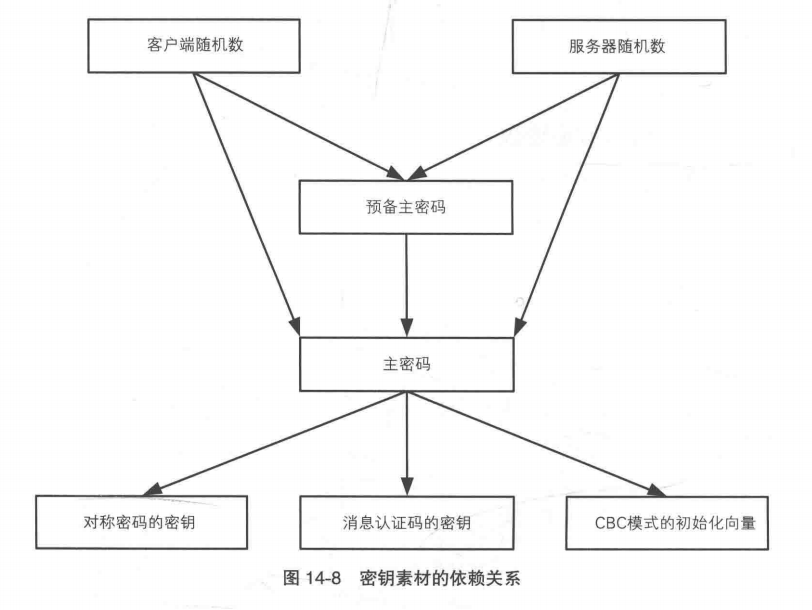 客户端随机数
服务器随机数
预备主密码
主密码
对称密码的密钥
消息认证码的密钥
CBC模式的初始化向量
图 14-8 密钥素材的依赖关系